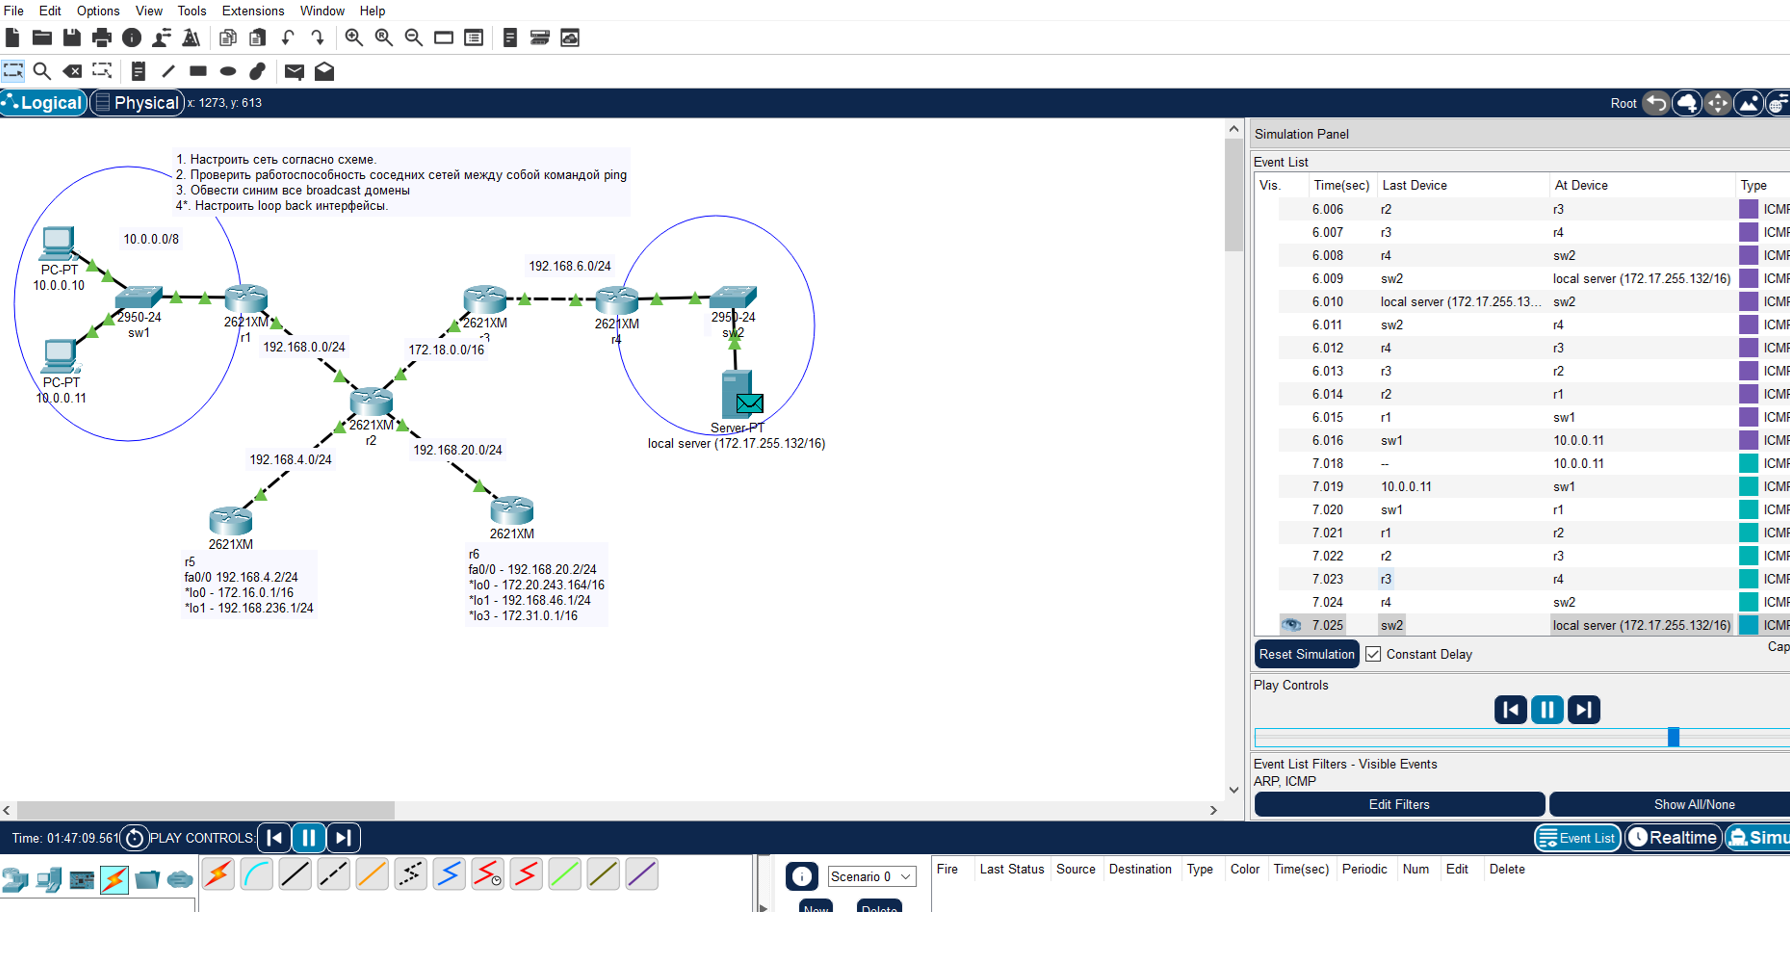 File Edit Options View Tools Extensions Window Help
Logical Physical x: 1273, y: 613 Root
1. Настроить сеть согласно схеме.
2. Проверить работоспособность соседних сетей между собой командой ping
3. Обвести синим все broadcast домены
4*. Настроить loop back интерфейсы.
10.0.0.0/8
PC-PT
10.0.0.10
2950-24
sw1
PC-PT
10.0.0.11
2621XM
r1
192.168.0.0/24
2621XM
r3
172.18.0.0/16
192.168.6.0/24
2621XM
r4
2950-24
sw2
Server-PT
local server (172.17.255.132/16)
2621XM
r2
192.168.4.0/24
192.168.20.0/24
2621XM
r5
fa0/0 192.168.4.2/24
*lo0 - 172.16.0.1/16
*lo1 - 192.168.236.1/24
2621XM
r6
fa0/0 - 192.168.20.2/24
*lo0 - 172.20.243.164/16
*lo1 - 192.168.46.1/24
*lo3 - 172.31.0.1/16
Simulation Panel
Event List
Vis. Time(sec) Last Device At Device Type
6.006 r2 r3 ICMP
6.007 r3 r4 ICMP
6.008 r4 sw2 ICMP
6.009 sw2 local server (172.17.255.132/16) ICMP
6.010 local server (172.17.255.13... sw2 ICMP
6.011 sw2 r4 ICMP
6.012 r4 r3 ICMP
6.013 r3 r2 ICMP
6.014 r2 r1 ICMP
6.015 r1 sw1 ICMP
6.016 sw1 10.0.0.11 ICMP
7.018 -- 10.0.0.11 ICMP
7.019 10.0.0.11 sw1 ICMP
7.020 sw1 r1 ICMP
7.021 r1 r2 ICMP
7.022 r2 r3 ICMP
7.023 r3 r4 ICMP
7.024 r4 sw2 ICMP
7.025 sw2 local server (172.17.255.132/16) ICMP
Reset Simulation Constant Delay Cap
Play Controls
Event List Filters - Visible Events
ARP, ICMP
Edit Filters Show All/None
Time: 01:47:09.561 PLAY CONTROLS: Event List Realtime Simu
Scenario 0 Fire Last Status Source Destination Type Color Time(sec) Periodic Num Edit Delete
New Delete